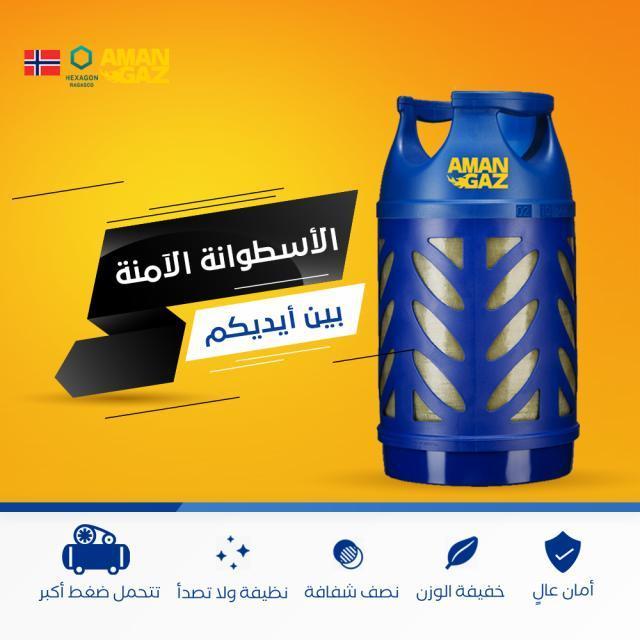 HEXAGON
RAGASCO
AMAN
GAZ
AMAN
GAZ
الأسطوانة الآمنة
بين أيديكم
أمان عالٍ
خفيفة الوزن
نصف شفافة
نظيفة ولا تصدأ
تتحمل ضغط أكبر